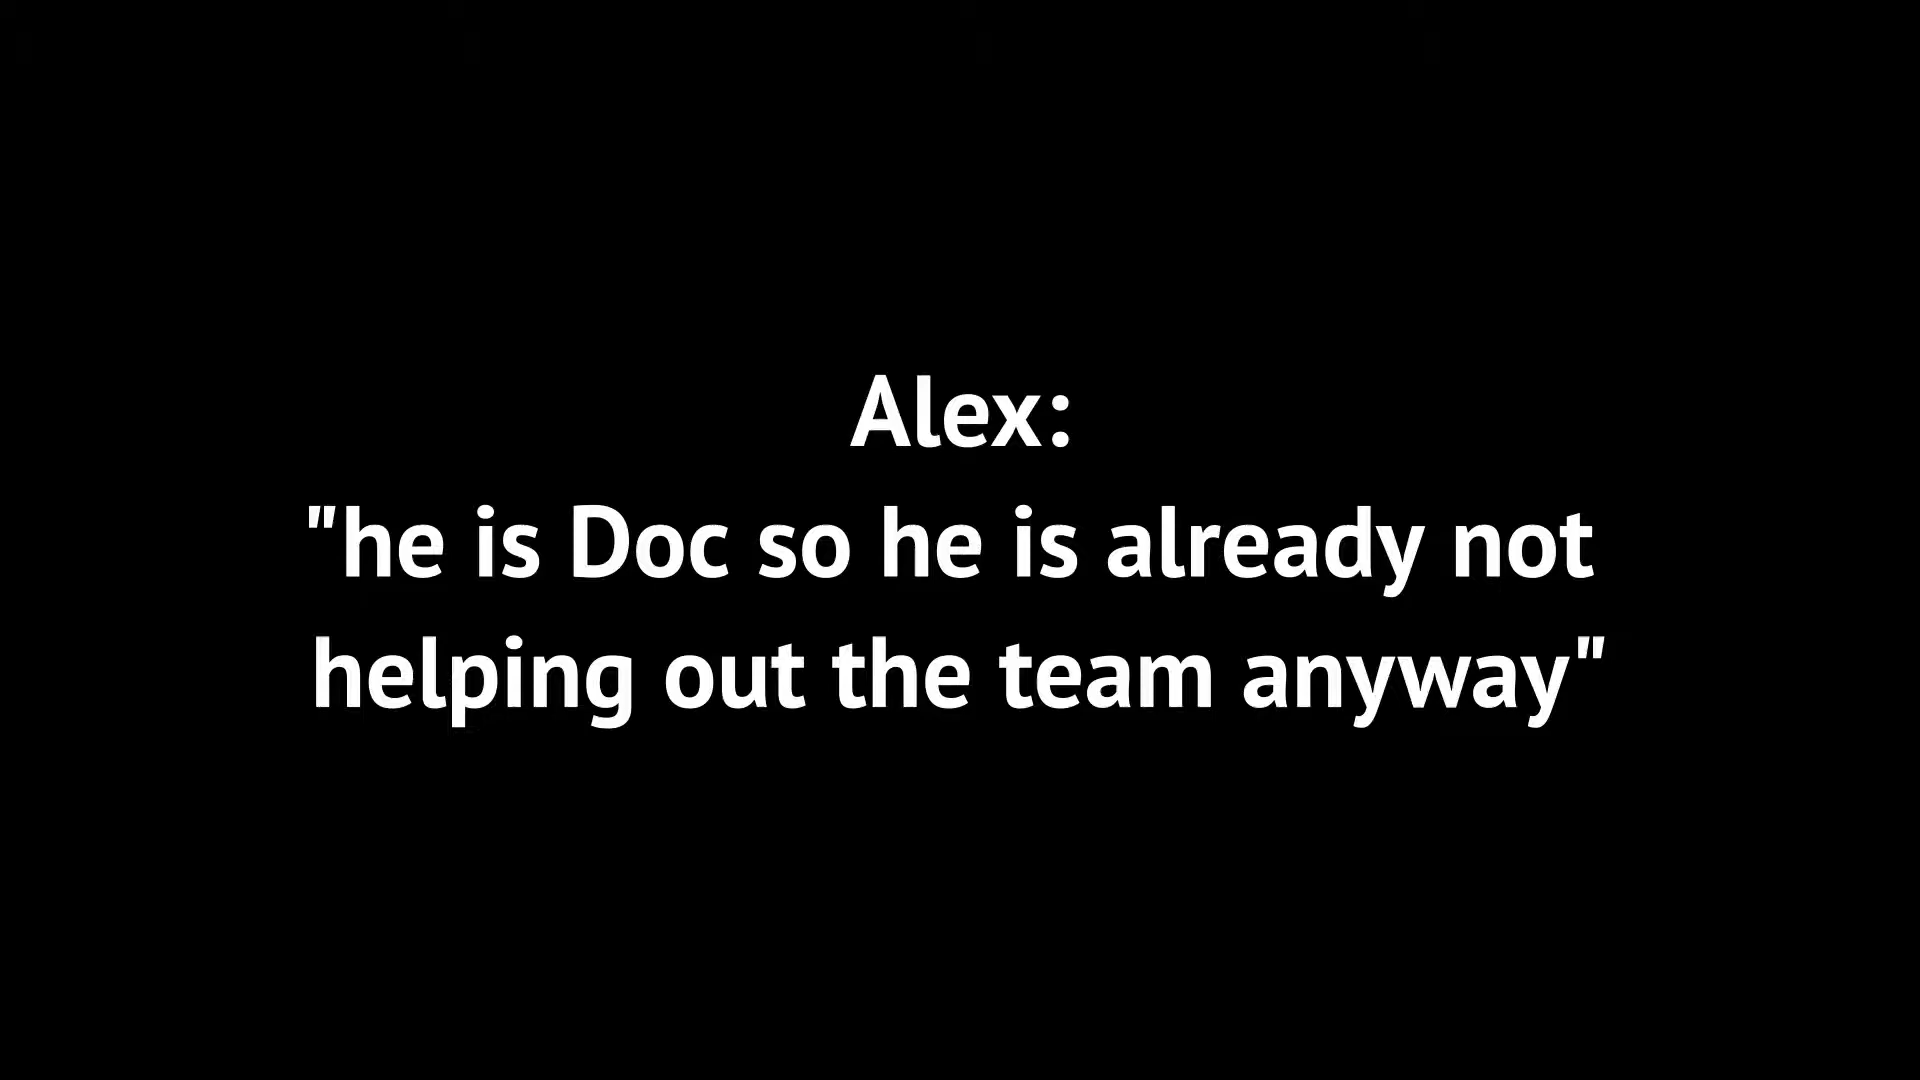 Alex:
"he is Doc so he is already not
helping out the team anyway"